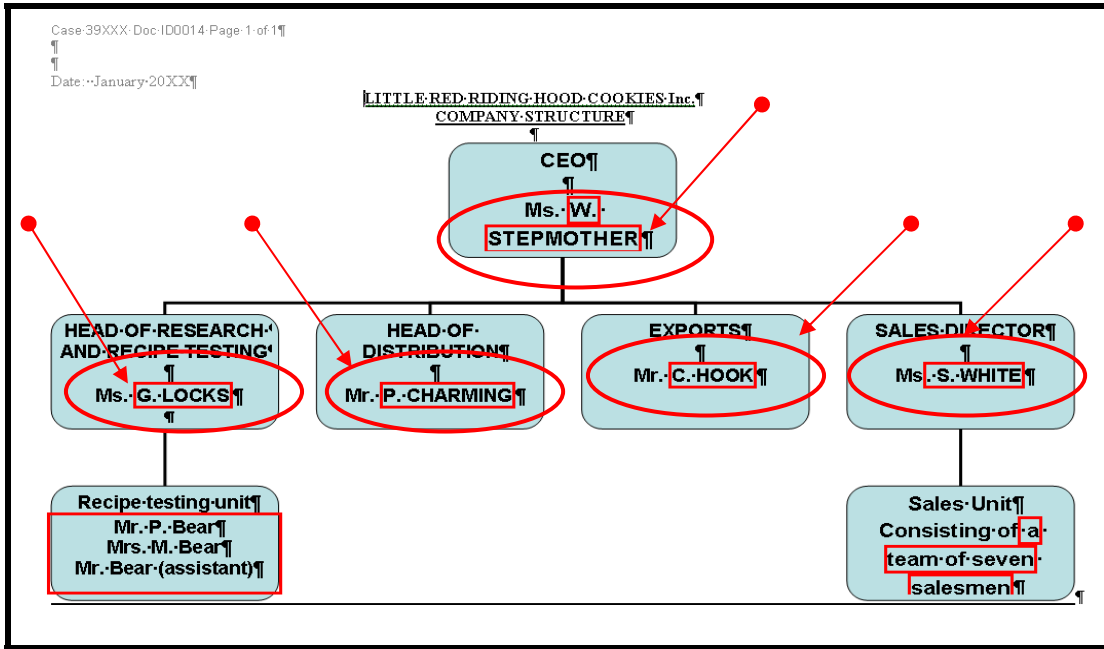 Case·39XXX·Doc·ID0014·Page·1·of·1¶
¶
¶
Date:··January·20XX¶
LITTLE·RED·RIDING·HOOD·COOKIES·Inc.¶
COMPANY·STRUCTURE¶
¶
CEO¶
¶
Ms.·W.·
STEPMOTHER¶
HEAD·OF·RESEARCH·
AND·RECIPE·TESTING¶
¶
Ms.·G.·LOCKS¶
¶
HEAD·OF·
DISTRIBUTION¶
¶
Mr.·P.·CHARMING¶
EXPORTS¶
¶
Mr.·C.·HOOK¶
SALES·DIRECTOR¶
¶
Ms.·S.·WHITE¶
Recipe·testing·unit¶
Mr.·P.·Bear¶
Mrs.·M.·Bear¶
Mr.·Bear·(assistant)¶
Sales·Unit¶
Consisting·of·a·
team·of·seven·
salesmen¶
¶